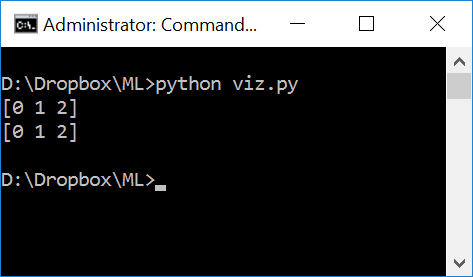 Administrator: Command...
D:\Dropbox\ML>python viz.py
[0 1 2]
[0 1 2]
D:\Dropbox\ML>